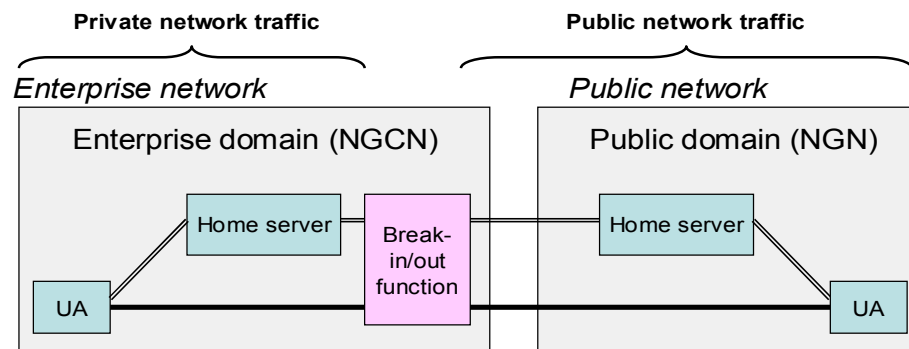 Private network traffic
Public network traffic
Enterprise network
Public network
Enterprise domain (NGCN)
Public domain (NGN)
Home server
Break-
in/out
function
Home server
UA
UA